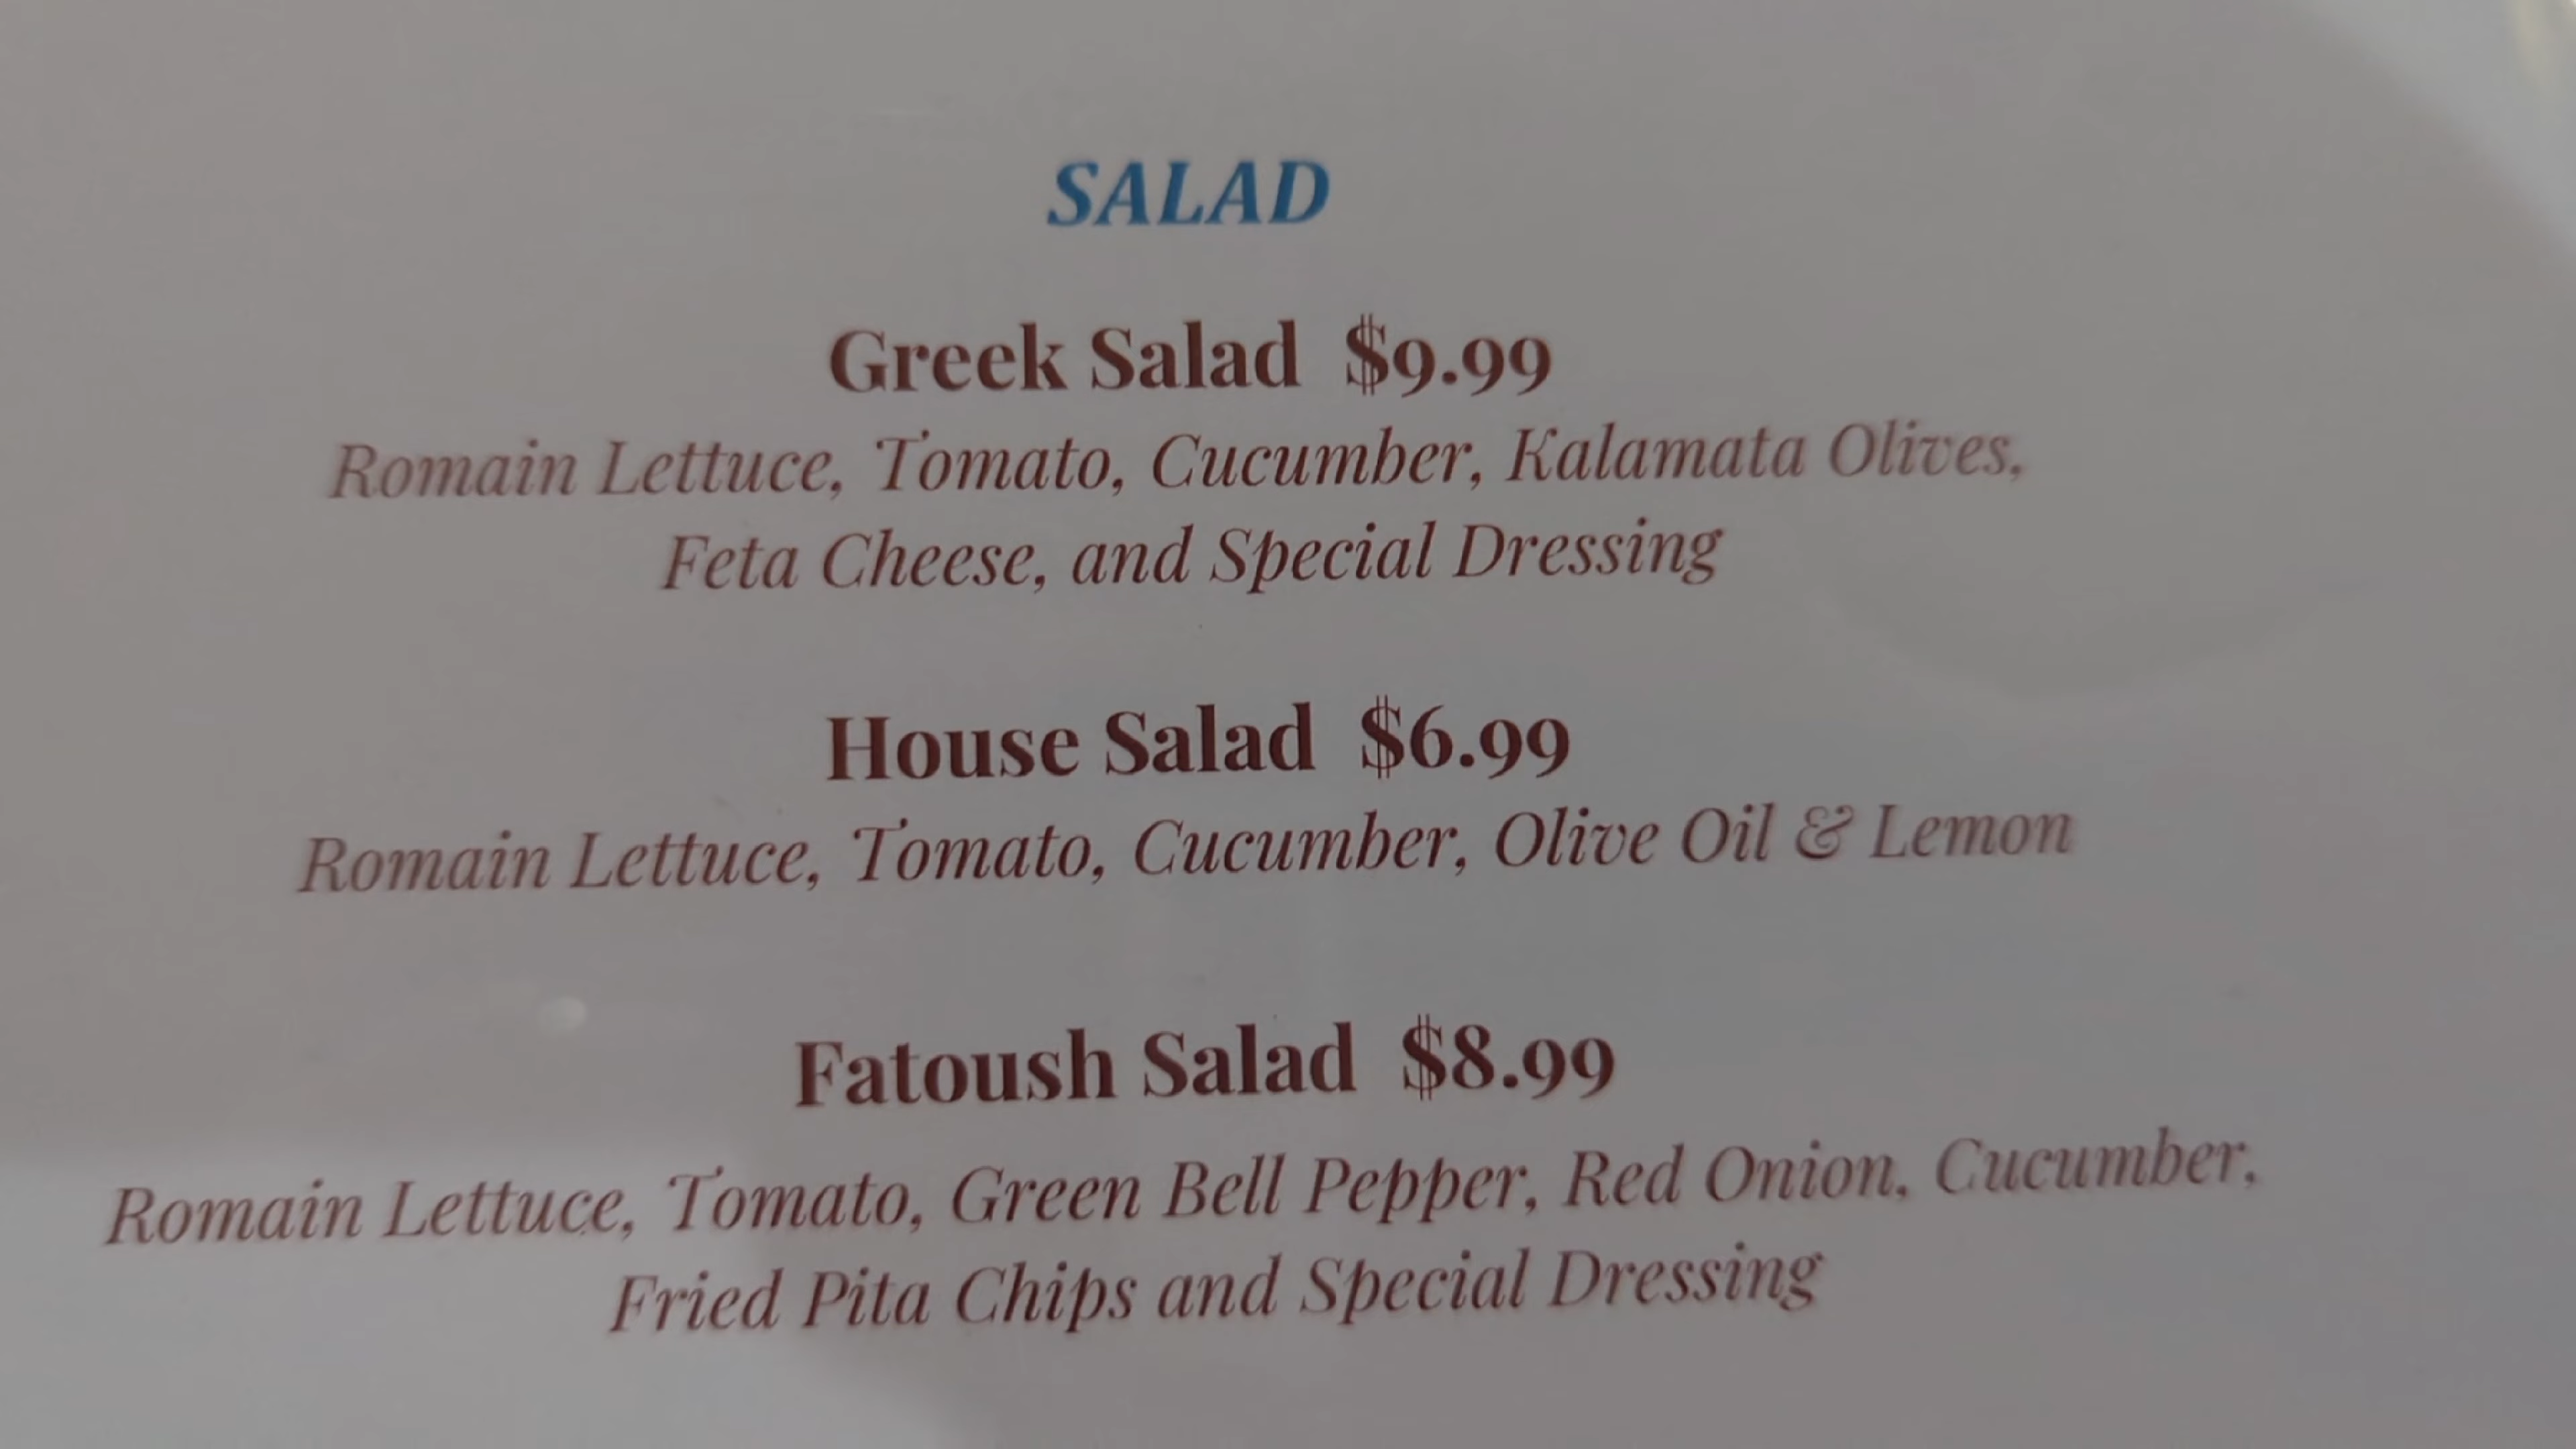 SALAD
Greek Salad $9.99
Romain Lettuce, Tomato, Cucumber, Kalamata Olives,
Feta Cheese, and Special Dressing
House Salad $6.99
Romain Lettuce, Tomato, Cucumber, Olive Oil & Lemon
Fatoush Salad $8.99
Romain Lettuce, Tomato, Green Bell Pepper, Red Onion, Cucumber,
Fried Pita Chips and Special Dressing